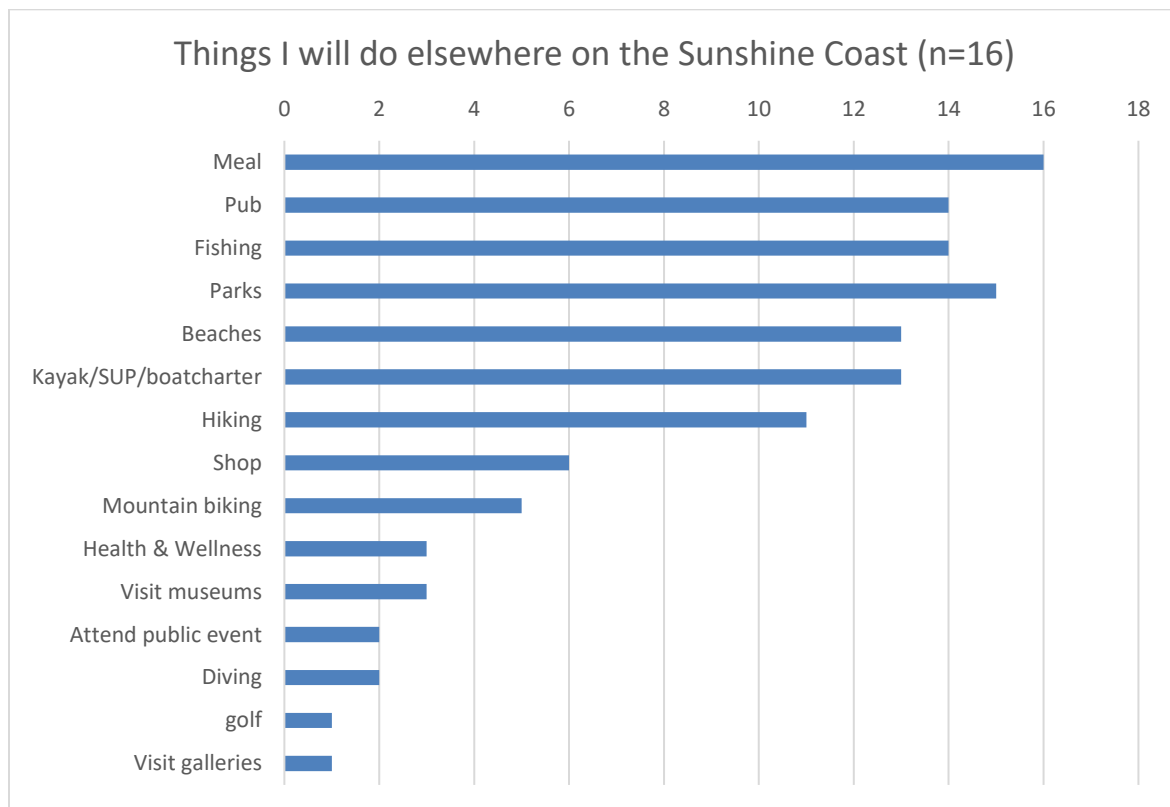 Things I will do elsewhere on the Sunshine Coast (n=16)
0 2 4 6 8 10 12 14 16 18
Meal
Pub
Fishing
Parks
Beaches
Kayak/SUP/boatcharter
Hiking
Shop
Mountain biking
Health & Wellness
Visit museums
Attend public event
Diving
golf
Visit galleries